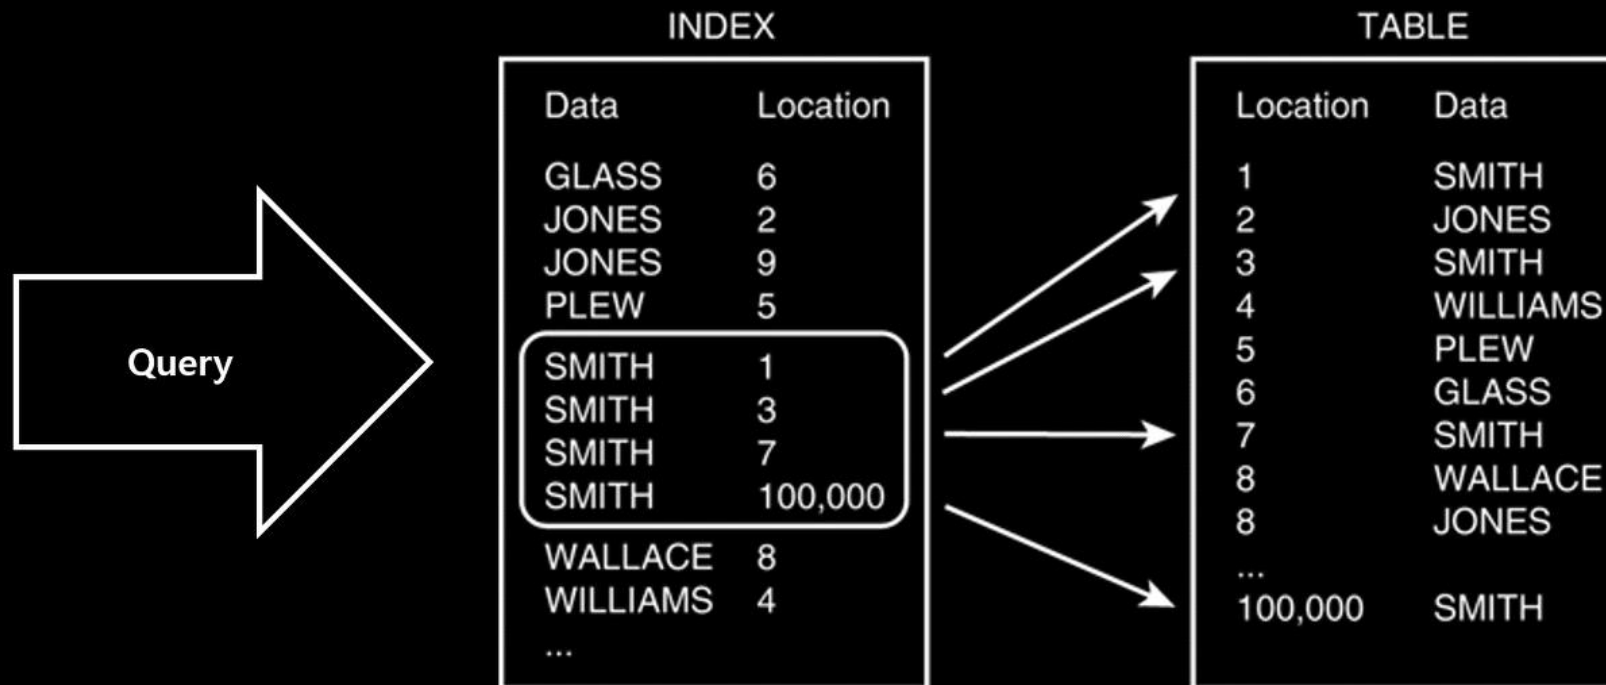 INDEX
TABLE
Data Location
Location Data
GLASS 6
1 SMITH
JONES 2
2 JONES
JONES 9
3 SMITH
PLEW 5
4 WILLIAMS
Query
SMITH 1
5 PLEW
SMITH 3
6 GLASS
SMITH 7
7 SMITH
SMITH 100,000
8 WALLACE
8 JONES
WALLACE 8
...
WILLIAMS 4
100,000 SMITH
...